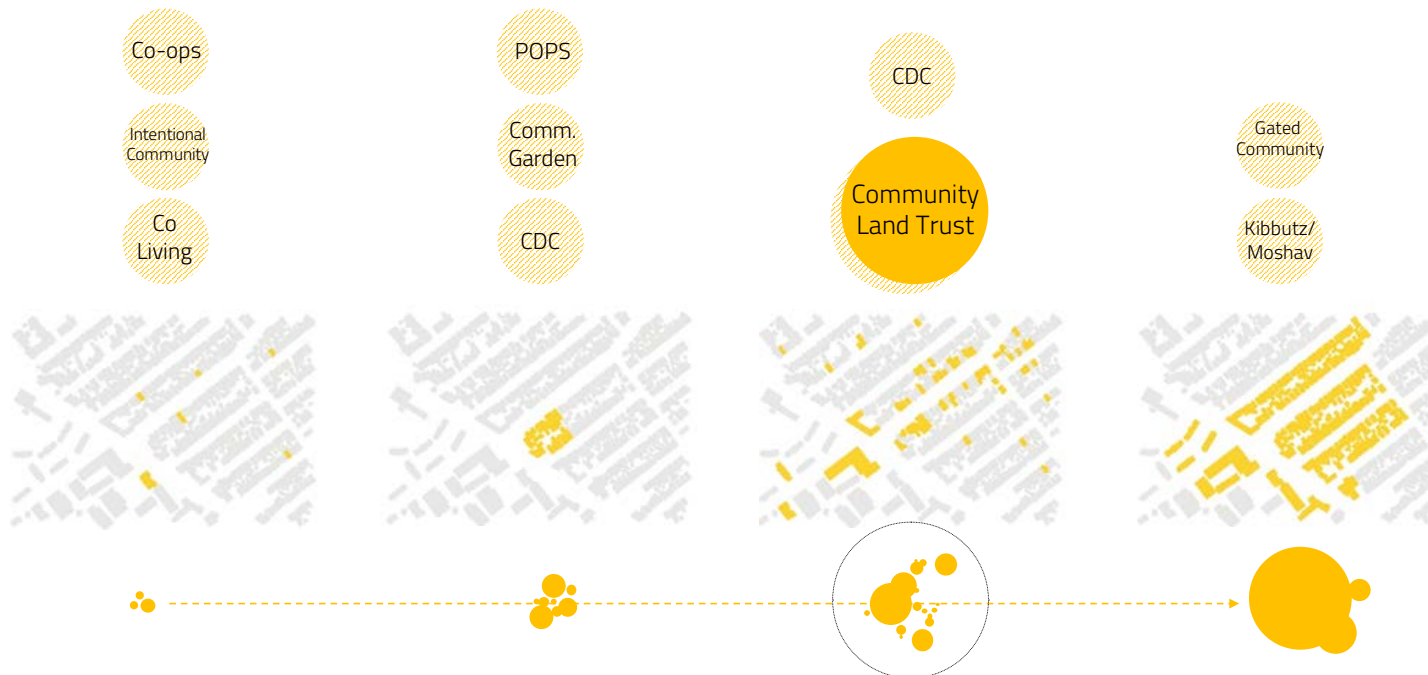 Co-ops
Intentional
Community
Co
Living
POPS
Comm.
Garden
CDC
CDC
Community
Land Trust
Gated
Community
Kibbutz/
Moshav